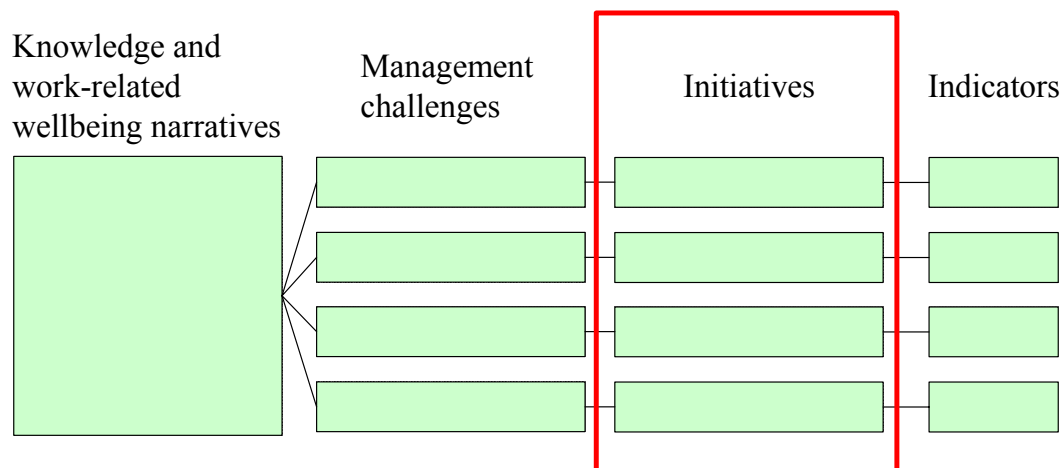 Knowledge and
work-related
wellbeing narratives
Management
challenges
Initiatives
Indicators